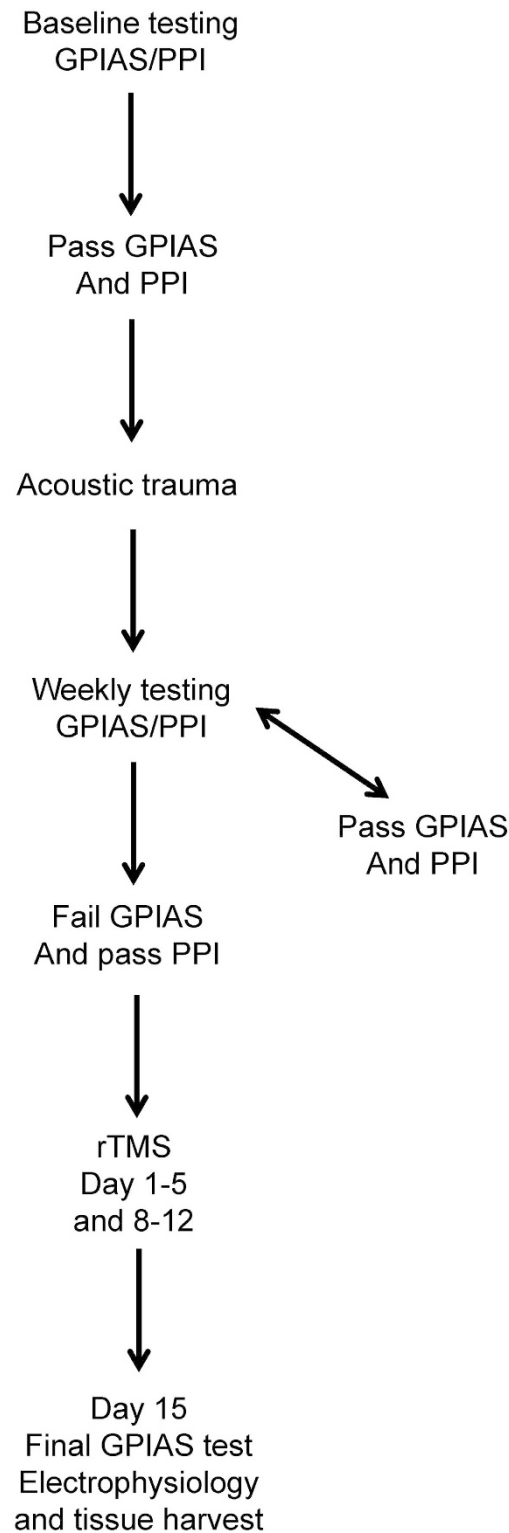 Baseline testing
GPIAS/PPI
Pass GPIAS
And PPI
Acoustic trauma
Weekly testing
GPIAS/PPI
Pass GPIAS
And PPI
Fail GPIAS
And pass PPI
rTMS
Day 1-5
and 8-12
Day 15
Final GPIAS test
Electrophysiology
and tissue harvest